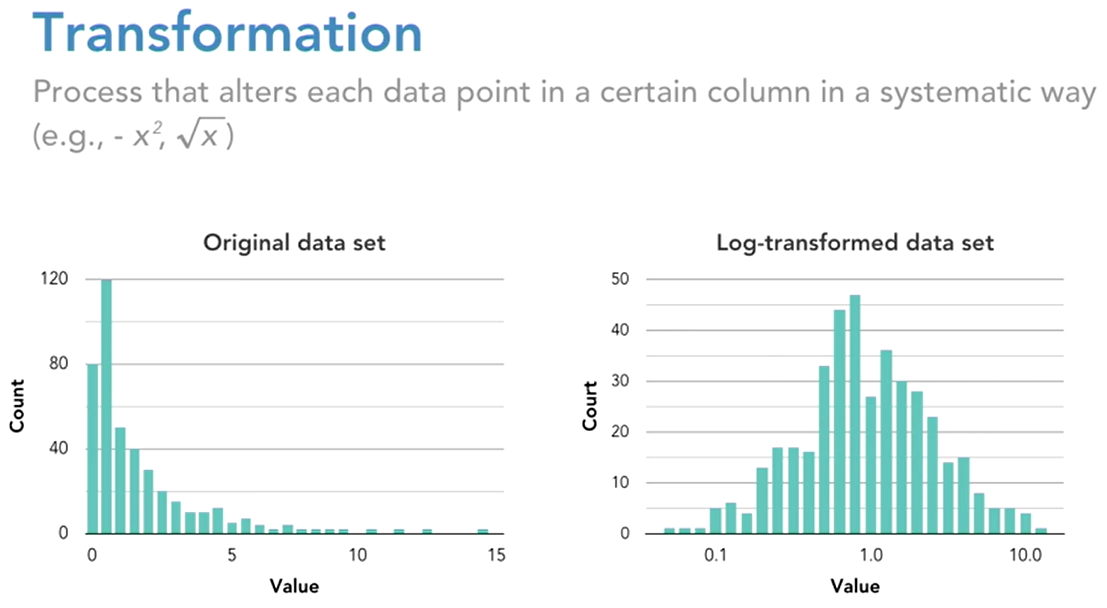 Transformation
Process that alters each data point in a certain column in a systematic way
(e.g., - x², √x)
Original data set
120
80
40
0
Count
0 5 10 15
Value
Log-transformed data set
50
40
30
20
10
0
Court
0.1 1.0 10.0
Value